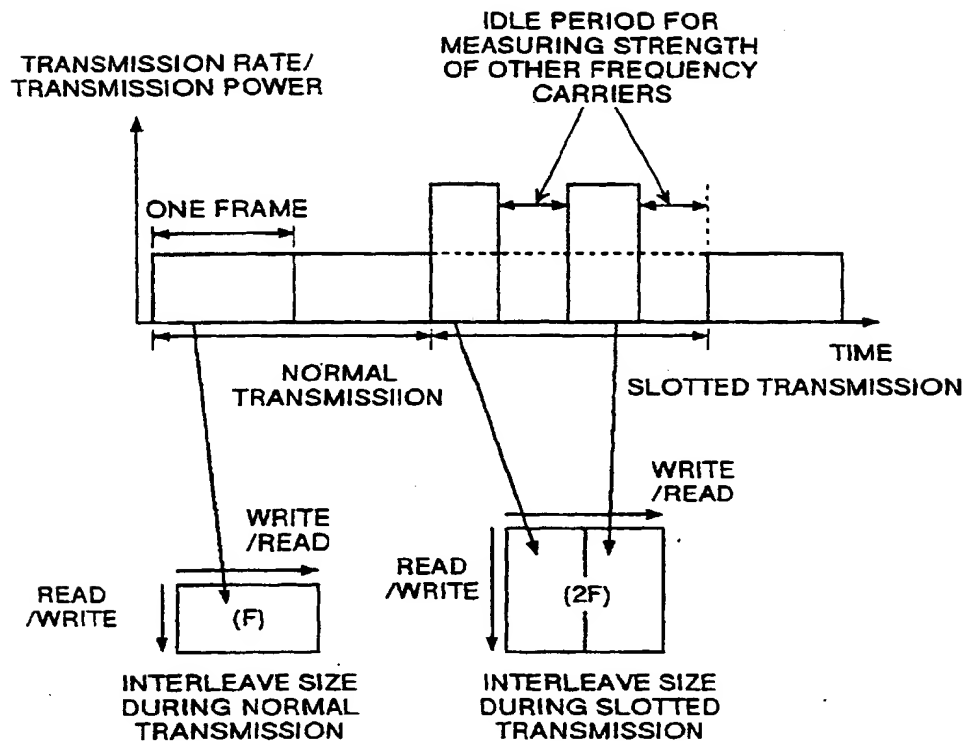 IDLE PERIOD FOR
MEASURING STRENGTH
OF OTHER FREQUENCY
CARRIERS
TRANSMISSION RATE/
TRANSMISSION POWER
ONE FRAME
TIME
NORMAL
TRANSMISSIION
SLOTTED TRANSMISSION
WRITE
/READ
READ
/WRITE
(F)
INTERLEAVE SIZE
DURING NORMAL
TRANSMISSION
WRITE
/READ
READ
/WRITE
(2F)
INTERLEAVE SIZE
DURING SLOTTED
TRANSMISSION